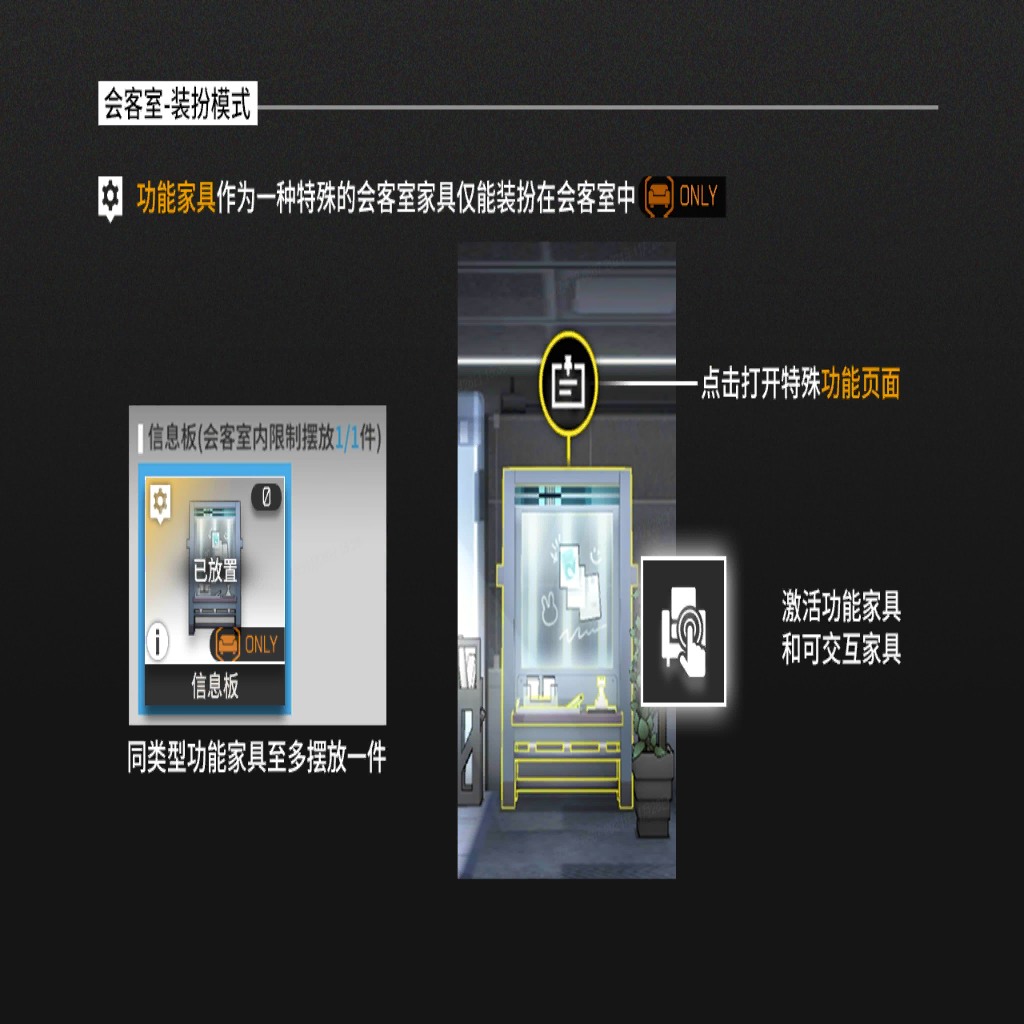 会客室-装扮模式
功能家具作为一种特殊的会客室家具仅能装扮在会客室中 ONLY
点击打开特殊功能页面
信息板(会客室内限制摆放1/1件)
0
已放置
ONLY
信息板
激活功能家具
和可交互家具
同类型功能家具至多摆放一件